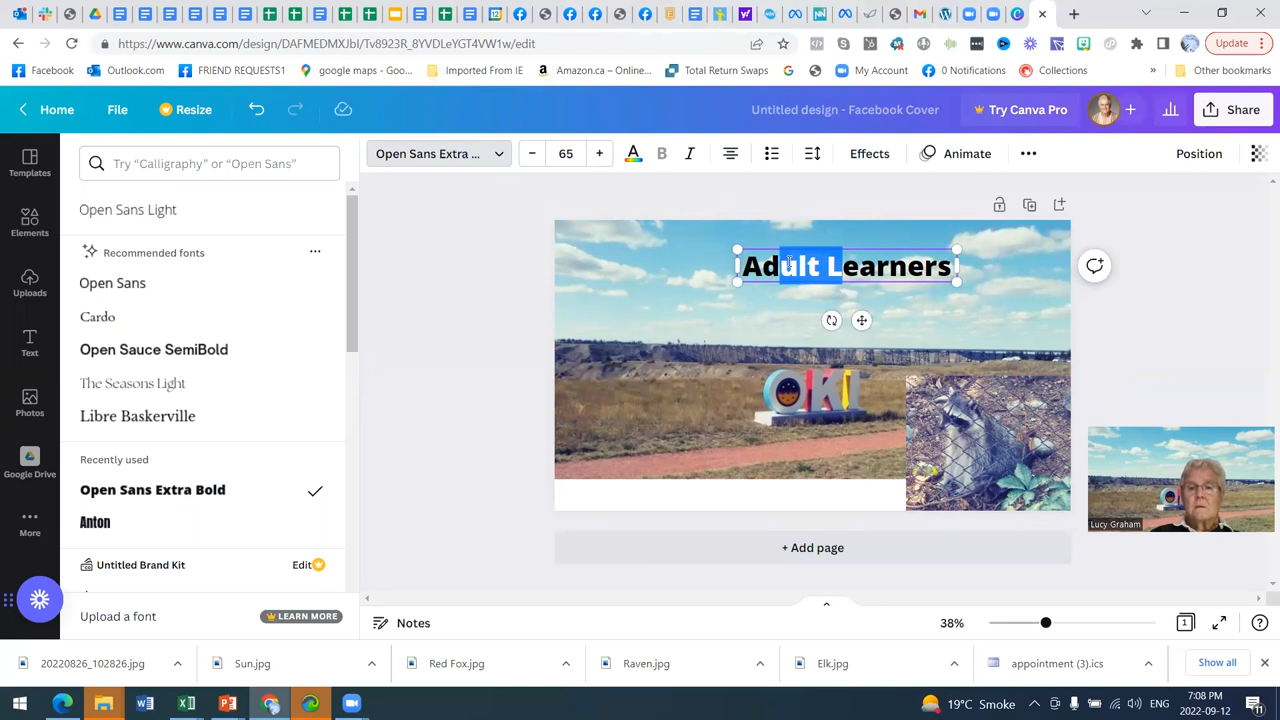 https://www.canva.com/design/DAFMEDMXJbI/Tv8Z3R_8YVDLeYGT4VW1w/edit
Update
Facebook
Outlook.com
FRIEND REQUESTS1
google maps - Goo...
Imported From IE
Amazon.ca – Online...
Total Return Swaps
My Account
0 Notifications
Collections
»
Other bookmarks
Home
File
Resize
Untitled design - Facebook Cover
Try Canva Pro
Share
Templates
Elements
Uploads
Text
Photos
Google Drive
More
Try “Calligraphy” or “Open Sans”
Open Sans Extra ...
65
B
I
Effects
Animate
Position
Open Sans Light
Recommended fonts
Open Sans
Cardo
Open Sauce SemiBold
The Seasons Light
Libre Baskerville
Recently used
Open Sans Extra Bold
Anton
Untitled Brand Kit
Edit
Upload a font
LEARN MORE
Adult Learners
OKI
+ Add page
Lucy Graham
Notes
38%
1
20220826_102826.jpg
Sun.jpg
Red Fox.jpg
Raven.jpg
Elk.jpg
appointment (3).ics
Show all
19°C Smoke
ENG
7:08 PM
2022-09-12